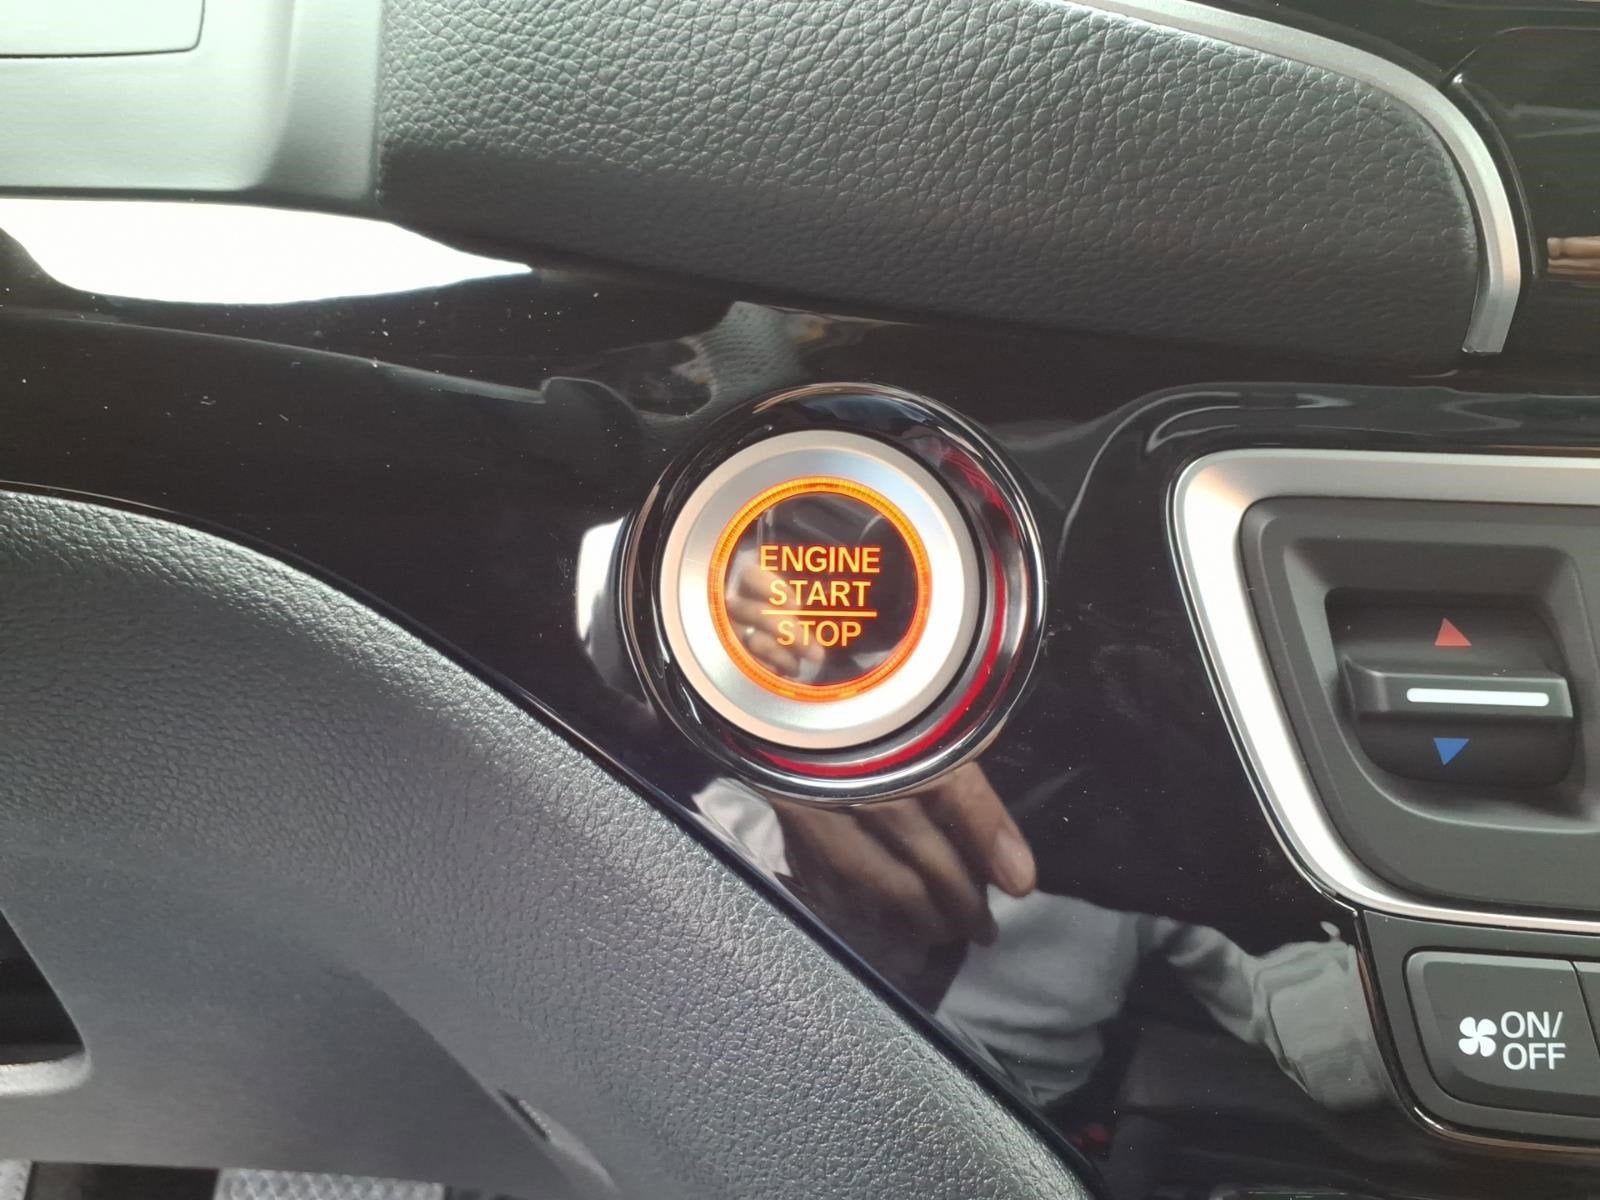 ENGINE
START
STOP
ON/
OFF